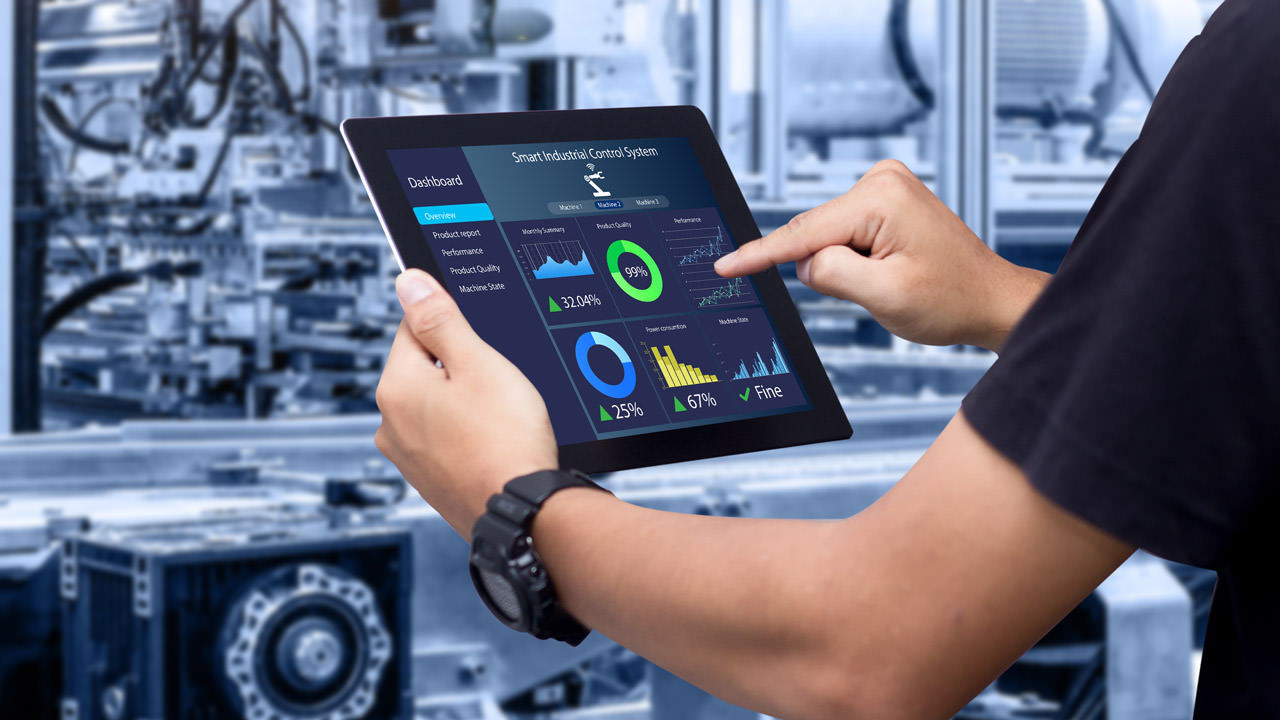 Smart Industrial Control System
Dashboard
Machine 1
Machine 2
Machine 3
Overview
Product report
Performance
Product Quality
Machine State
Monthly Summary
Product Quality
Performance
99%
32.04%
Power consumtion
Machine State
25%
67%
Fine